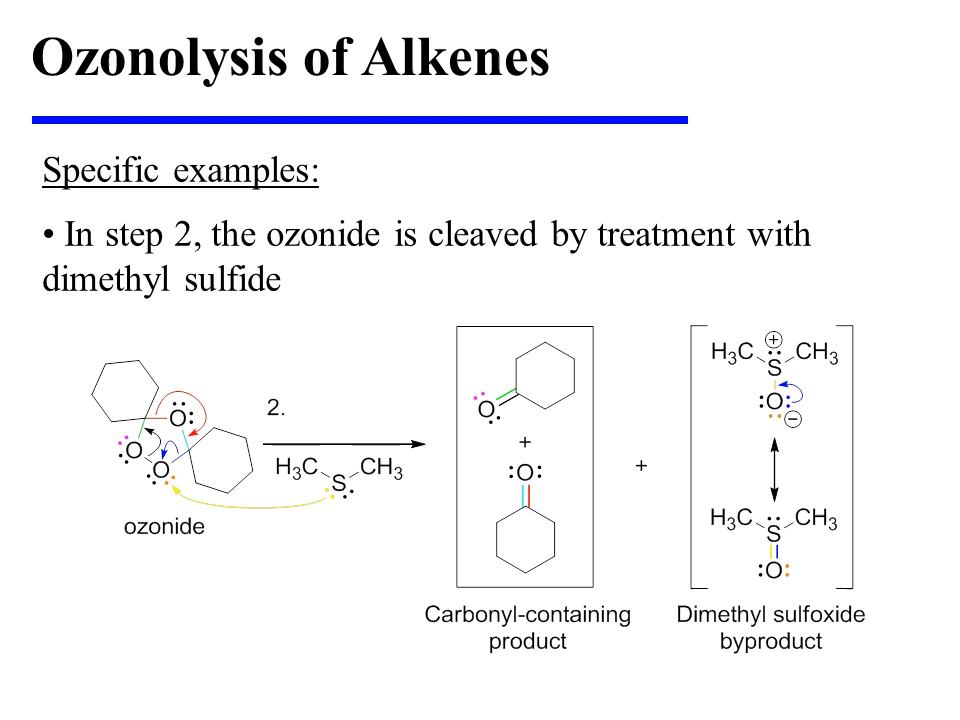 Ozonolysis of Alkenes
Specific examples:
• In step 2, the ozonide is cleaved by treatment with
dimethyl sulfide
O
O
O
ozonide
2.
H3C CH3
S
O
+
O
Carbonyl-containing
product
+
H3C + CH3
S
O
−
H3C CH3
S
O
Dimethyl sulfoxide
byproduct